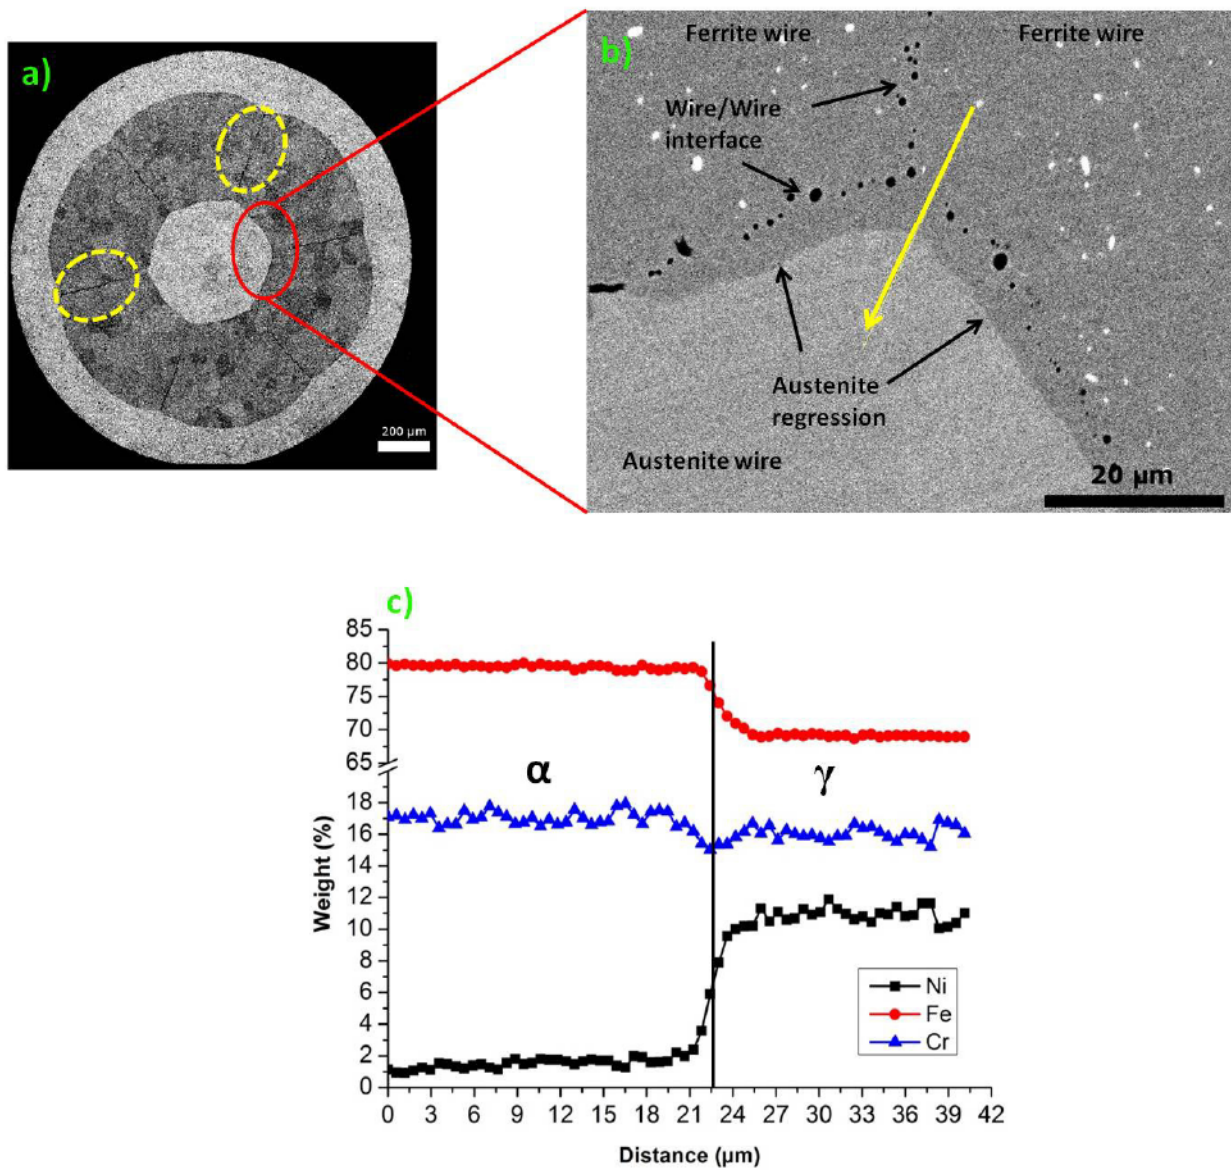 a)
200 µm
b)
Ferrite wire
Ferrite wire
Wire/Wire
interface
Austenite
regression
Austenite wire
20 µm
c)
85
80
75
70
65
18
16
14
12
10
8
6
4
2
0
Weight (%)
α
γ
Ni
Fe
Cr
0 3 6 9 12 15 18 21 24 27 30 33 36 39 42
Distance (µm)